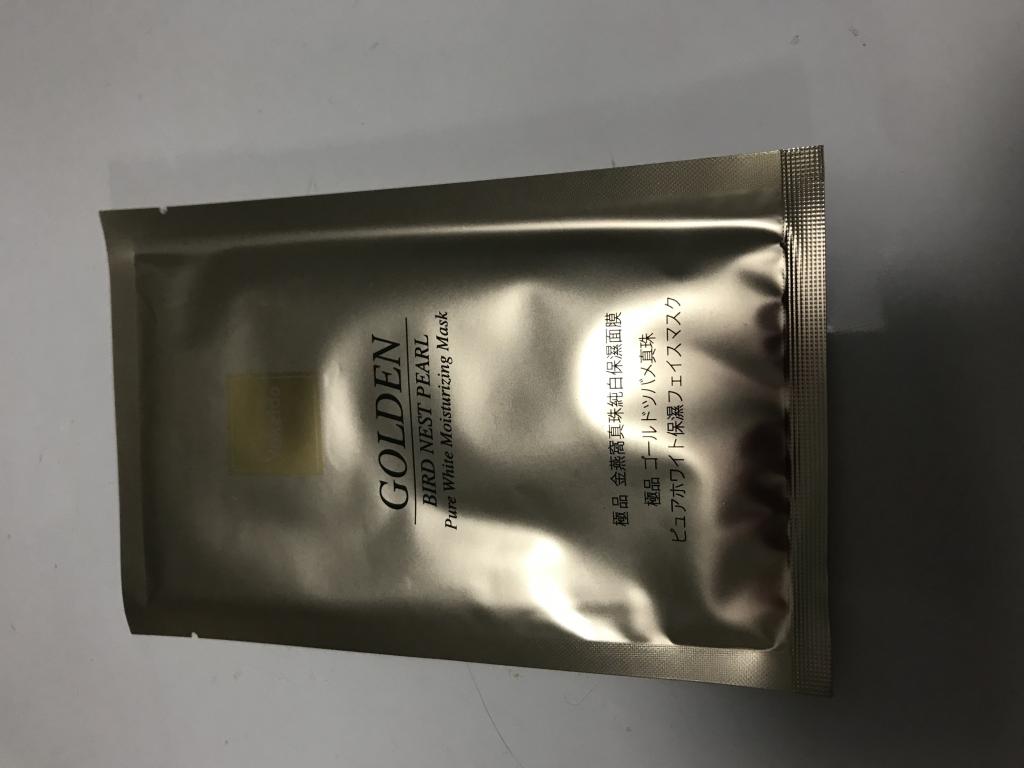 GOLDEN
BIRD NEST PEARL
Pure White Moisturizing Mask
極品 金燕窩真珠純白保濕面膜
極品 ゴールドツバメ真珠
ピュアホワイト保濕フェイスマスク